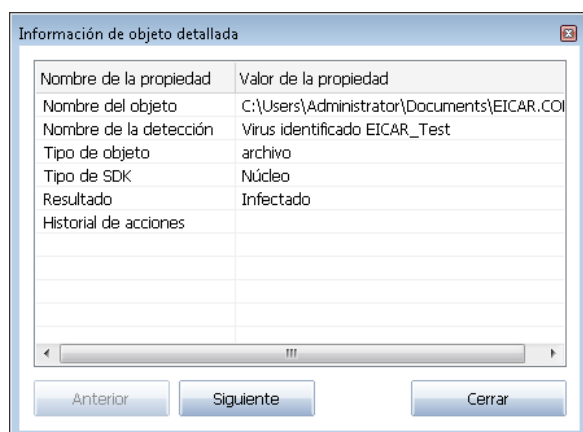 Información de objeto detallada
Nombre de la propiedad Valor de la propiedad
Nombre del objeto C:\Users\Administrator\Documents\EICAR.CO
Nombre de la detección Virus identificado EICAR_Test
Tipo de objeto archivo
Tipo de SDK Núcleo
Resultado Infectado
Historial de acciones
Anterior Siguiente Cerrar